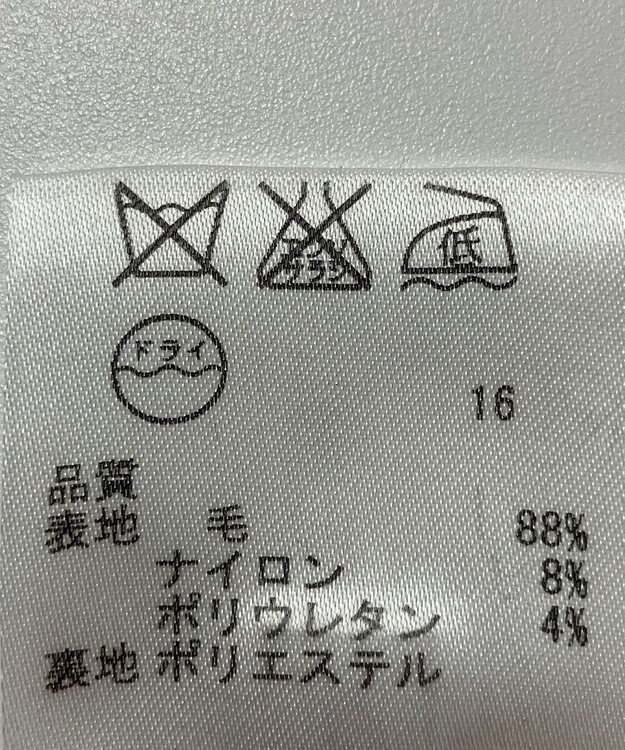 エンソ
サラシ
低
ドライ
16
品質
表地 毛 88%
ナイロン 8%
ポリウレタン 4%
裏地 ポリエステル